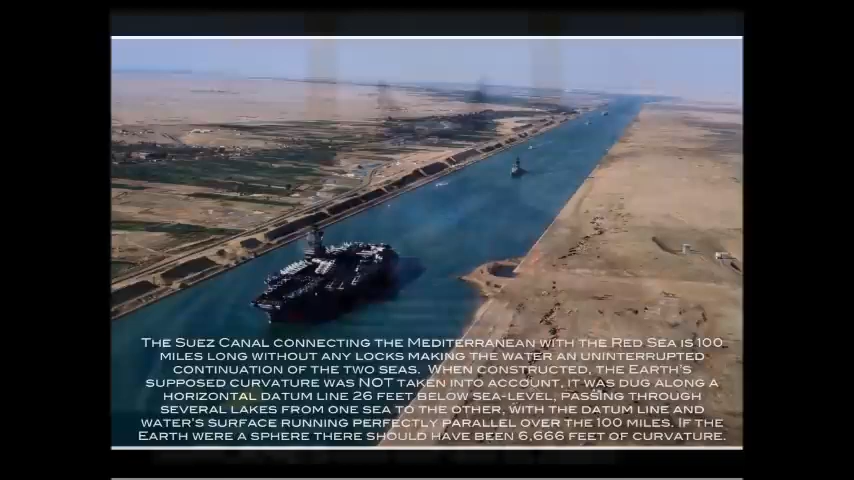 The Suez Canal connecting the Mediterranean with the Red Sea is 100
miles long without any locks making the water an uninterrupted
continuation of the two seas. When constructed, the Earth's
supposed curvature was NOT taken into account, it was dug along a
horizontal datum line 26 feet below sea-level, passing through
several lakes from one sea to the other, with the datum line and
water's surface running perfectly parallel over the 100 miles. If the
Earth were a sphere there should have been 6,666 feet of curvature.